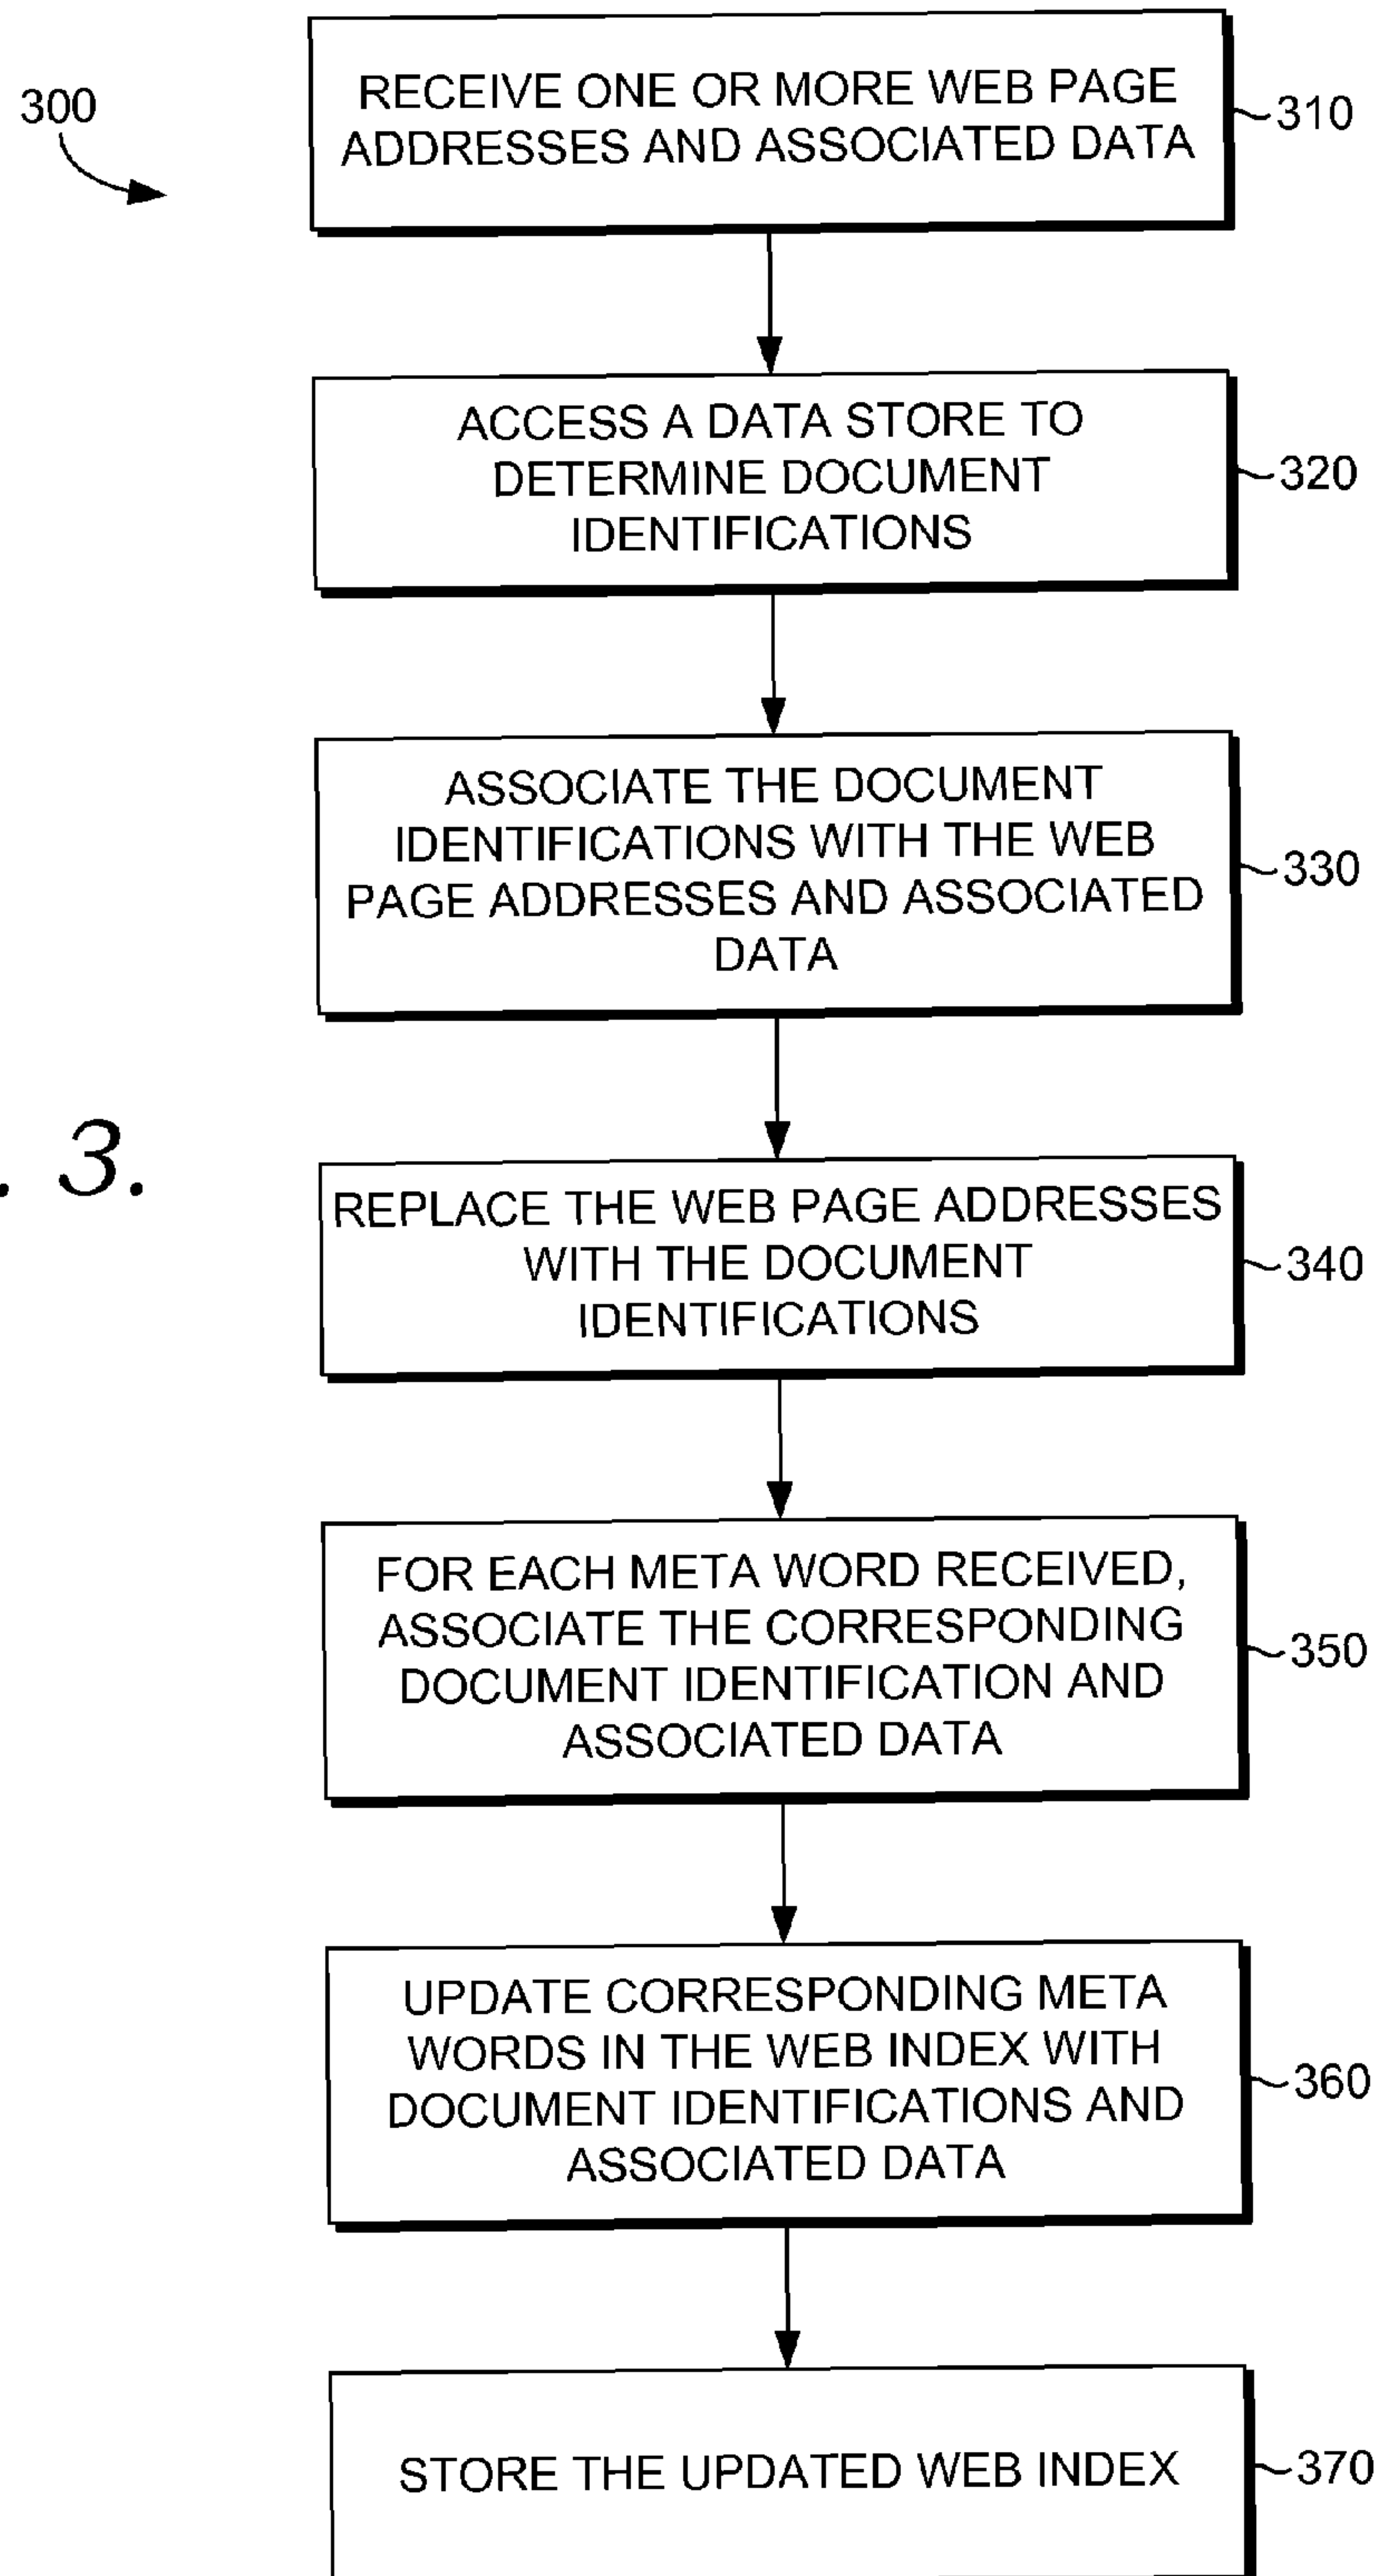 300
RECEIVE ONE OR MORE WEB PAGE
ADDRESSES AND ASSOCIATED DATA
310
ACCESS A DATA STORE TO
DETERMINE DOCUMENT
IDENTIFICATIONS
320
ASSOCIATE THE DOCUMENT
IDENTIFICATIONS WITH THE WEB
PAGE ADDRESSES AND ASSOCIATED
DATA
330
. 3.
REPLACE THE WEB PAGE ADDRESSES
WITH THE DOCUMENT
IDENTIFICATIONS
340
FOR EACH META WORD RECEIVED,
ASSOCIATE THE CORRESPONDING
DOCUMENT IDENTIFICATION AND
ASSOCIATED DATA
350
UPDATE CORRESPONDING META
WORDS IN THE WEB INDEX WITH
DOCUMENT IDENTIFICATIONS AND
ASSOCIATED DATA
360
STORE THE UPDATED WEB INDEX
370